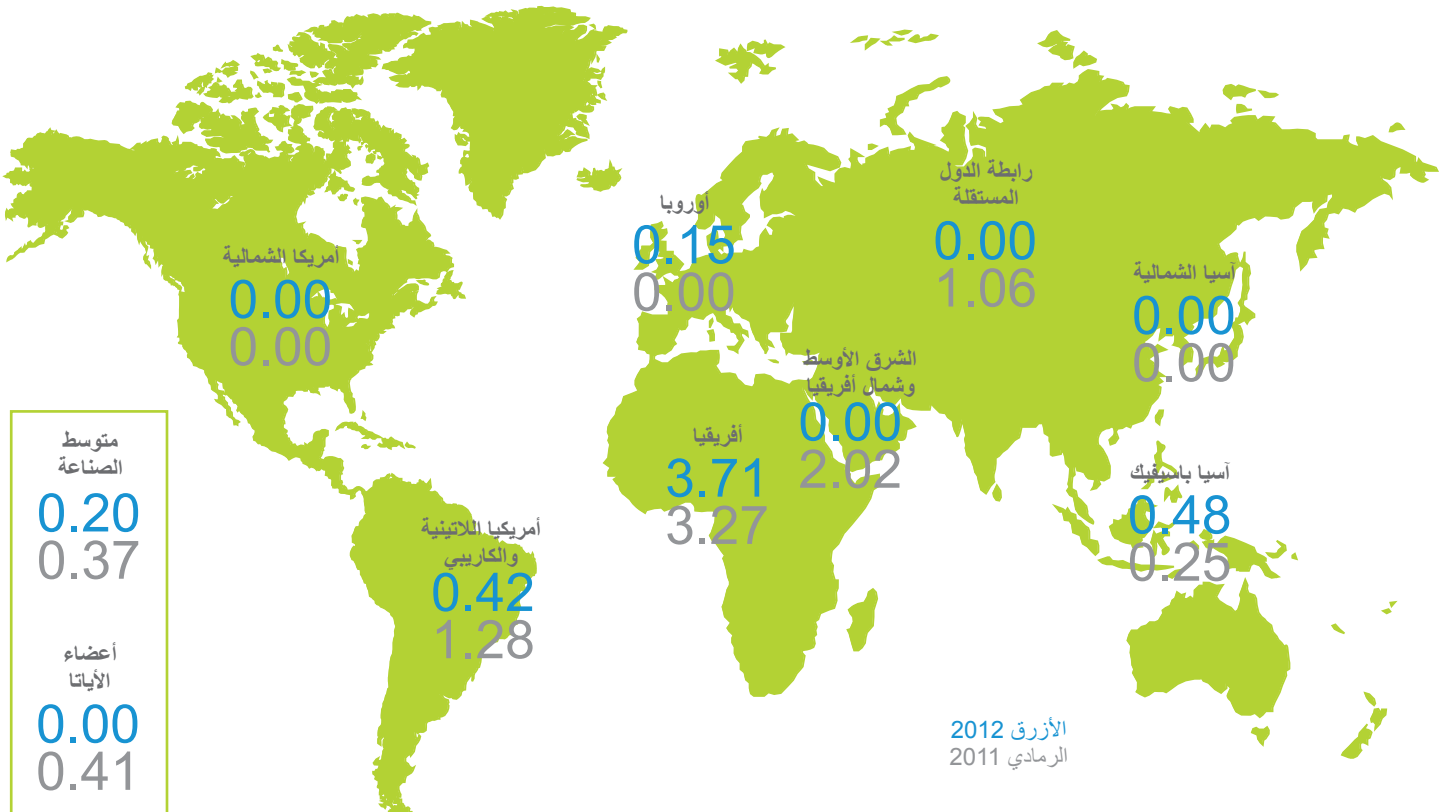 رابطة الدول
المستقلة
0.00
1.06
أوروبا
0.15
0.00
أمريكا الشمالية
0.00
0.00
آسيا الشمالية
0.00
0.00
الشرق الأوسط
وشمال أفريقيا
0.00
2.02
أفريقيا
3.71
3.27
آسيا باسيفيك
0.48
0.25
أمريكيا اللاتينية
والكاريبي
0.42
1.28
متوسط
الصناعة
0.20
0.37
أعضاء
الأياتا
0.00
0.41
الأزرق 2012
الرمادي 2011